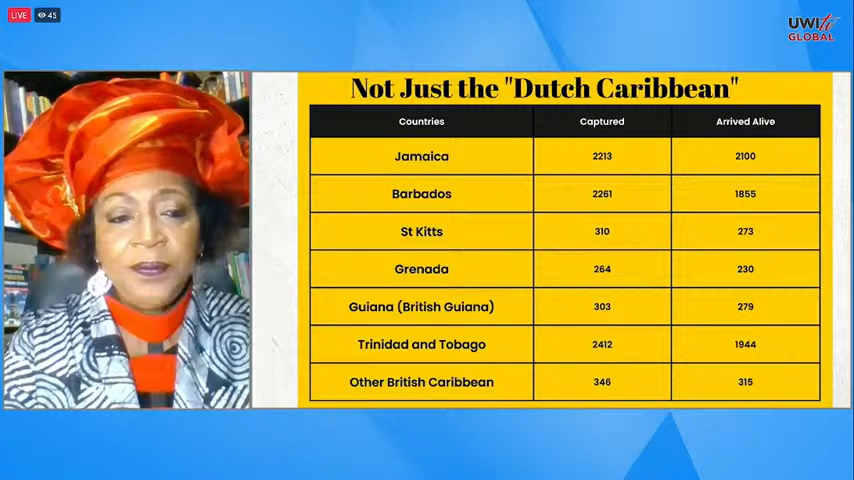 LIVE 45
UWItv
GLOBAL
Not Just the "Dutch Caribbean"
Countries Captured Arrived Alive
Jamaica 2213 2100
Barbados 2261 1855
St Kitts 310 273
Grenada 264 230
Guiana (British Guiana) 303 279
Trinidad and Tobago 2412 1944
Other British Caribbean 346 315